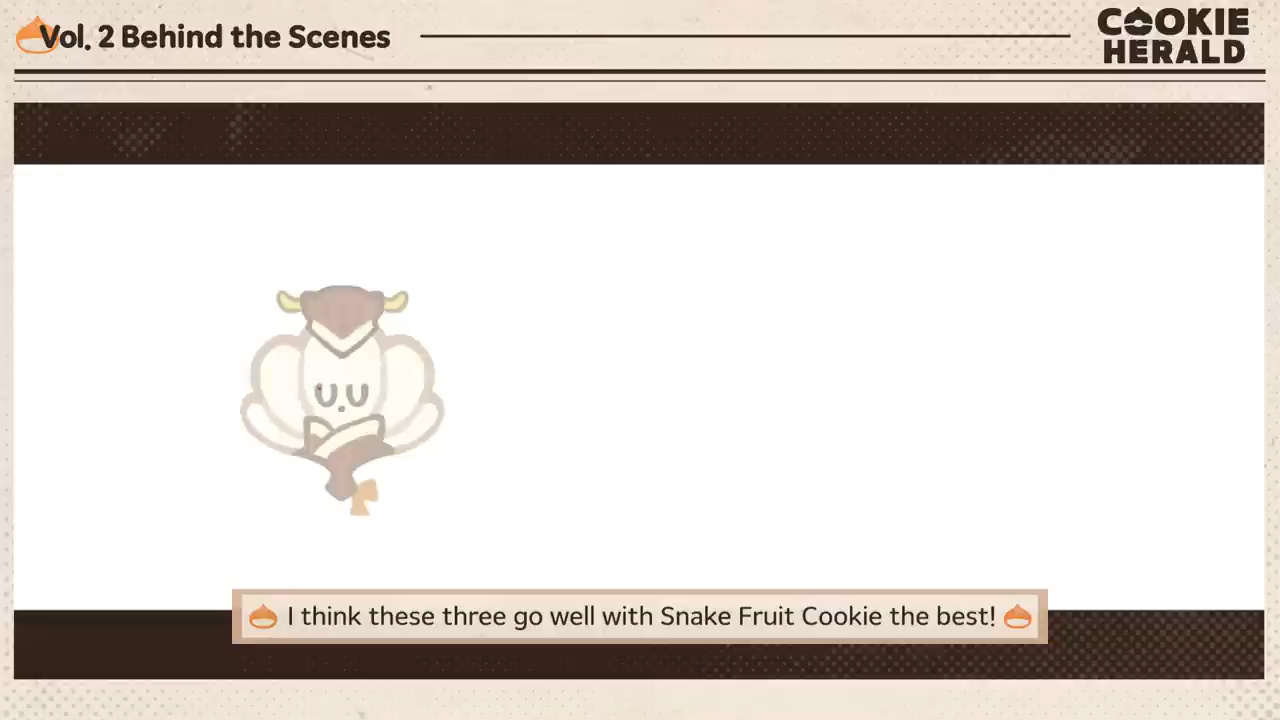 Vol. 2 Behind the Scenes
COOKIE
HERALD
I think these three go well with Snake Fruit Cookie the best!